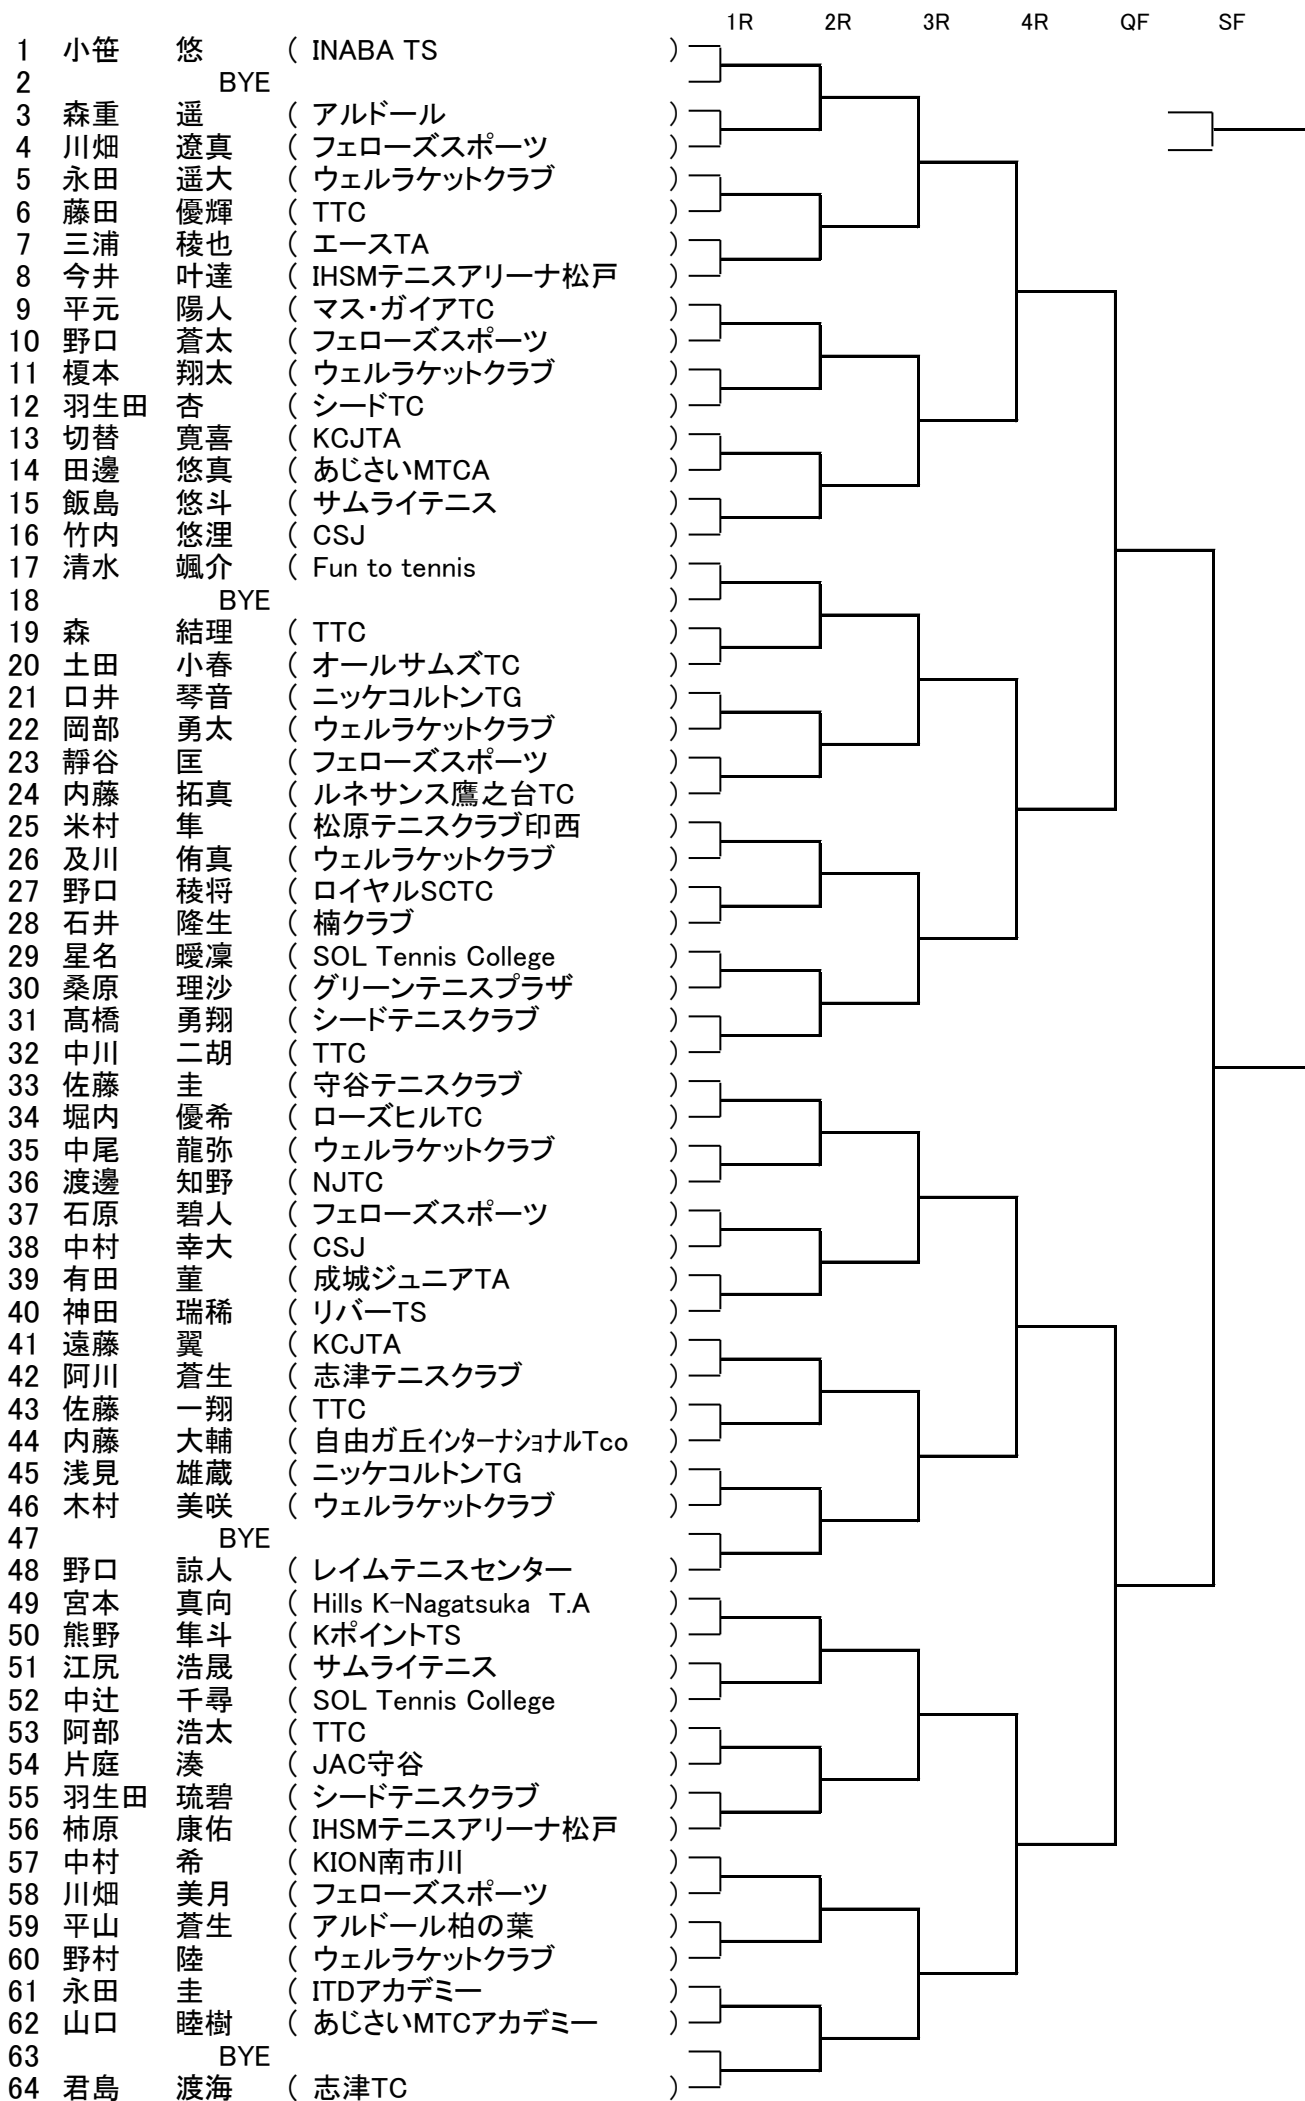 1R 2R 3R 4R QF SF
1 小笹 悠 ( INABA TS )
2 BYE
3 森重 遥 ( アルドール )
4 川畑 遼真 ( フェローズスポーツ )
5 永田 遥大 ( ウェルラケットクラブ )
6 藤田 優輝 ( TTC )
7 三浦 稜也 ( エースTA )
8 今井 叶達 ( IHSMテニスアリーナ松戸 )
9 平元 陽人 ( マス・ガイアTC )
10 野口 蒼太 ( フェローズスポーツ )
11 榎本 翔太 ( ウェルラケットクラブ )
12 羽生田 杏 ( シードTC )
13 切替 寛喜 ( KCJTA )
14 田邊 悠真 ( あじさいMTCA )
15 飯島 悠斗 ( サムライテニス )
16 竹内 悠浬 ( CSJ )
17 清水 颯介 ( Fun to tennis )
18 BYE )
19 森 結理 ( TTC )
20 土田 小春 ( オールサムズTC )
21 口井 琴音 ( ニッケコルトンTG )
22 岡部 勇太 ( ウェルラケットクラブ )
23 靜谷 匡 ( フェローズスポーツ )
24 内藤 拓真 ( ルネサンス鷹之台TC )
25 米村 隼 ( 松原テニスクラブ印西 )
26 及川 侑真 ( ウェルラケットクラブ )
27 野口 稜将 ( ロイヤルSCTC )
28 石井 隆生 ( 楠クラブ )
29 星名 曖凜 ( SOL Tennis College )
30 桑原 理沙 ( グリーンテニスプラザ )
31 髙橋 勇翔 ( シードテニスクラブ )
32 中川 二胡 ( TTC )
33 佐藤 圭 ( 守谷テニスクラブ )
34 堀内 優希 ( ローズヒルTC )
35 中尾 龍弥 ( ウェルラケットクラブ )
36 渡邊 知野 ( NJTC )
37 石原 碧人 ( フェローズスポーツ )
38 中村 幸大 ( CSJ )
39 有田 菫 ( 成城ジュニアTA )
40 神田 瑞稀 ( リバーTS )
41 遠藤 翼 ( KCJTA )
42 阿川 蒼生 ( 志津テニスクラブ )
43 佐藤 一翔 ( TTC )
44 内藤 大輔 ( 自由ガ丘ｲﾝﾀｰﾅｼｮﾅﾙTco )
45 浅見 雄蔵 ( ニッケコルトンTG )
46 木村 美咲 ( ウェルラケットクラブ )
47 BYE )
48 野口 諒人 ( レイムテニスセンター )
49 宮本 真向 ( Hills K-Nagatsuka T.A )
50 熊野 隼斗 ( KポイントTS )
51 江尻 浩晟 ( サムライテニス )
52 中辻 千尋 ( SOL Tennis College )
53 阿部 浩太 ( TTC )
54 片庭 湊 ( JAC守谷 )
55 羽生田 琉碧 ( シードテニスクラブ )
56 柿原 康佑 ( IHSMテニスアリーナ松戸 )
57 中村 希 ( KION南市川 )
58 川畑 美月 ( フェローズスポーツ )
59 平山 蒼生 ( アルドール柏の葉 )
60 野村 陸 ( ウェルラケットクラブ )
61 永田 圭 ( ITDアカデミー )
62 山口 睦樹 ( あじさいMTCアカデミー )
63 BYE
64 君島 渡海 ( 志津TC )